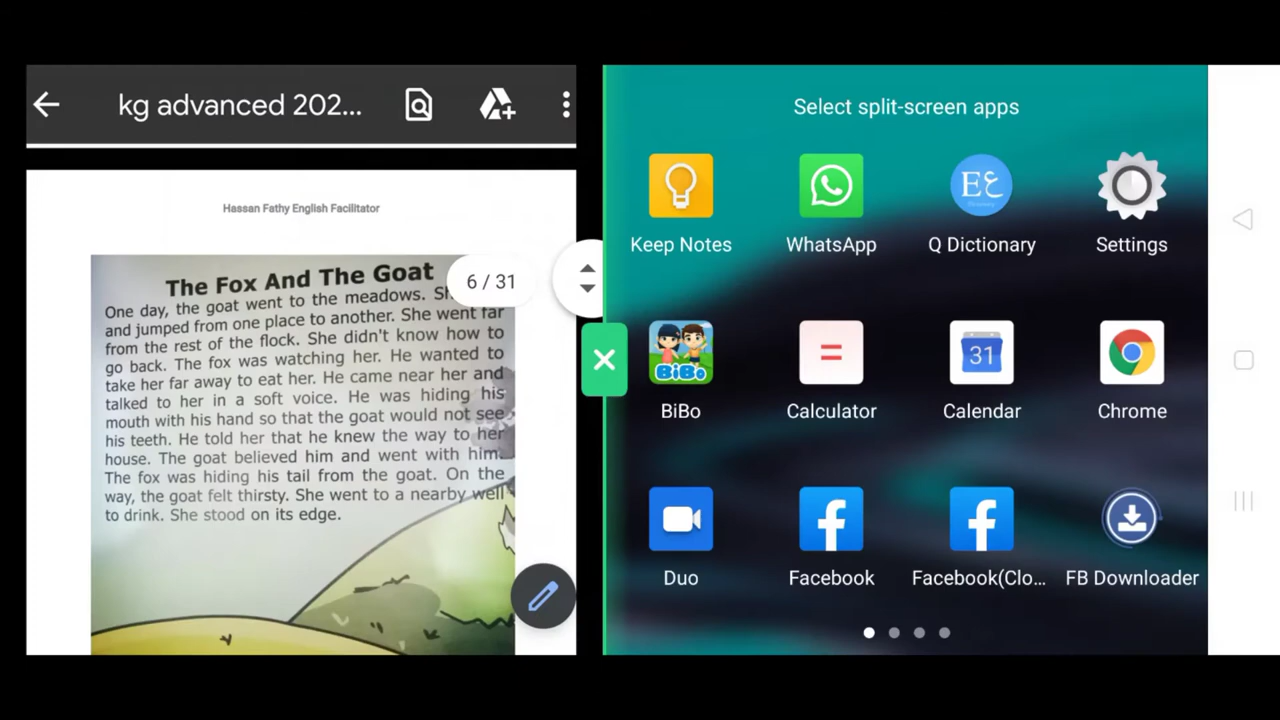 kg advanced 202...
Hassan Fathy English Facilitator
The Fox And The Goat
6 / 31
One day, the goat went to the meadows.
and jumped from one place to another. She went far
from the rest of the flock. She didn't know how to
go back. The fox was watching her. He wanted to
take her far away to eat her. He came near her and
talked to her in a soft voice. He was hiding his
mouth with his hand so that the goat would not see
his teeth. He told her that he knew the way to her
house. The goat believed him and went with him.
The fox was hiding his tail from the goat. On the
way, the goat felt thirsty. She went to a nearby well
to drink. She stood on its edge.
Select split-screen apps
Keep Notes WhatsApp Q Dictionary Settings
BiBo Calculator Calendar Chrome
Duo Facebook Facebook(Clo... FB Downloader
Eع
BiBo
31